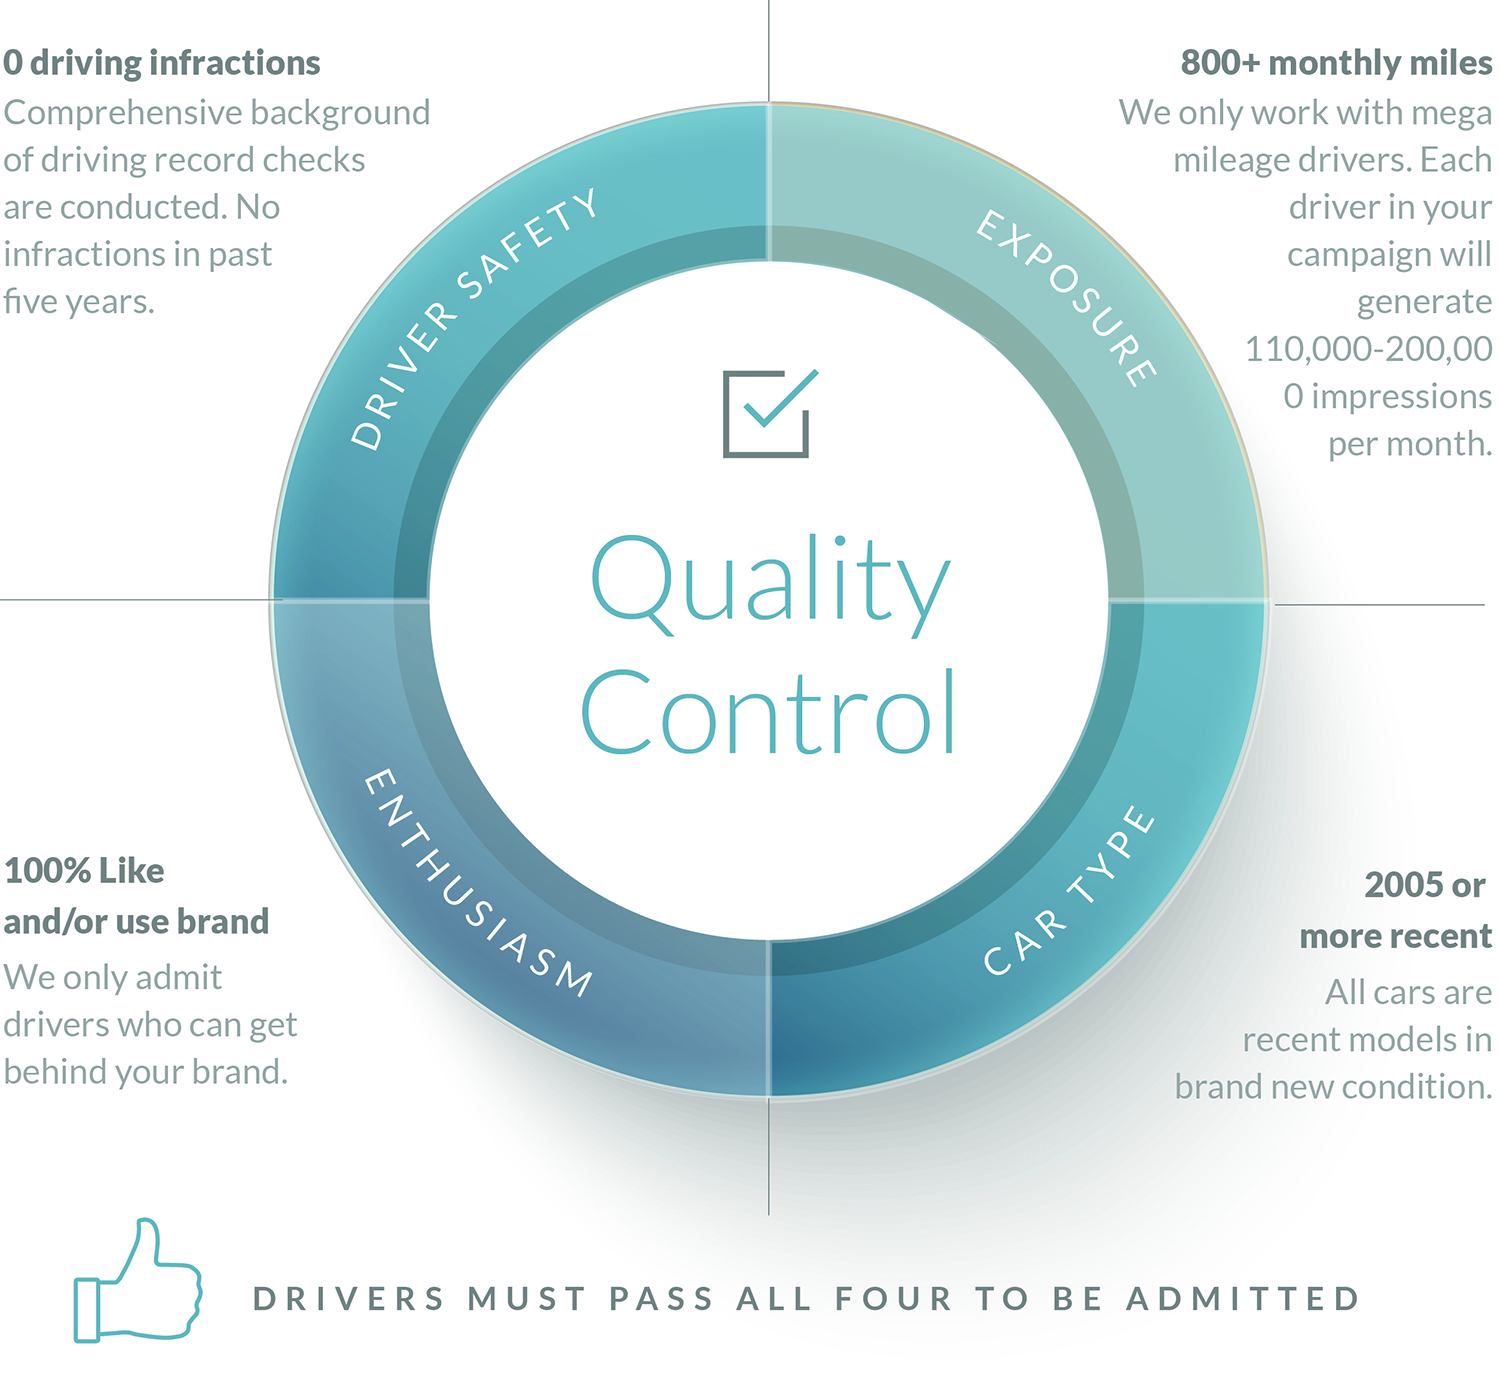 0 driving infractions
Comprehensive background
of driving record checks
are conducted. No
infractions in past
five years.
800+ monthly miles
We only work with mega
mileage drivers. Each
driver in your
campaign will
generate
110,000-200,00
0 impressions
per month.
DRIVER SAFETY
EXPOSURE
Quality
Control
ENTHUSIASM
CAR TYPE
100% Like
and/or use brand
We only admit
drivers who can get
behind your brand.
2005 or
more recent
All cars are
recent models in
brand new condition.
DRIVERS MUST PASS ALL FOUR TO BE ADMITTED